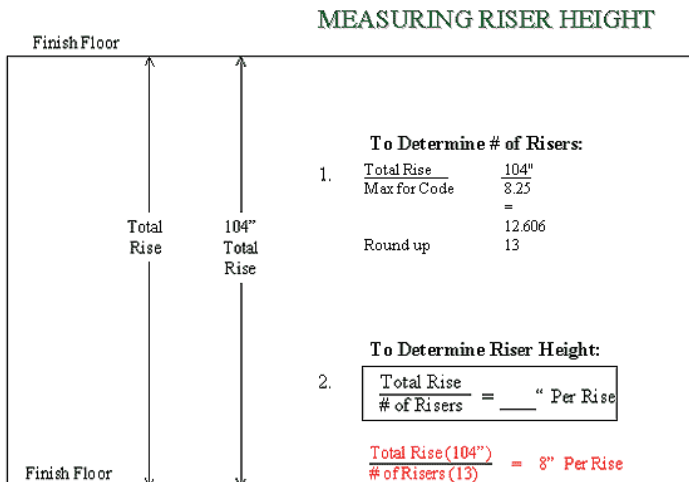 MEASURING RISER HEIGHT
Finish Floor
To Determine # of Risers:
1.
Total Rise 104"
Max for Code 8.25
=
12.606
Round up 13
Total
Rise
104”
Total
Rise
To Determine Riser Height:
2.
Total Rise
# of Risers = ___“ Per Rise
Total Rise (104”)
# of Risers (13) = 8” Per Rise
Finish Floor